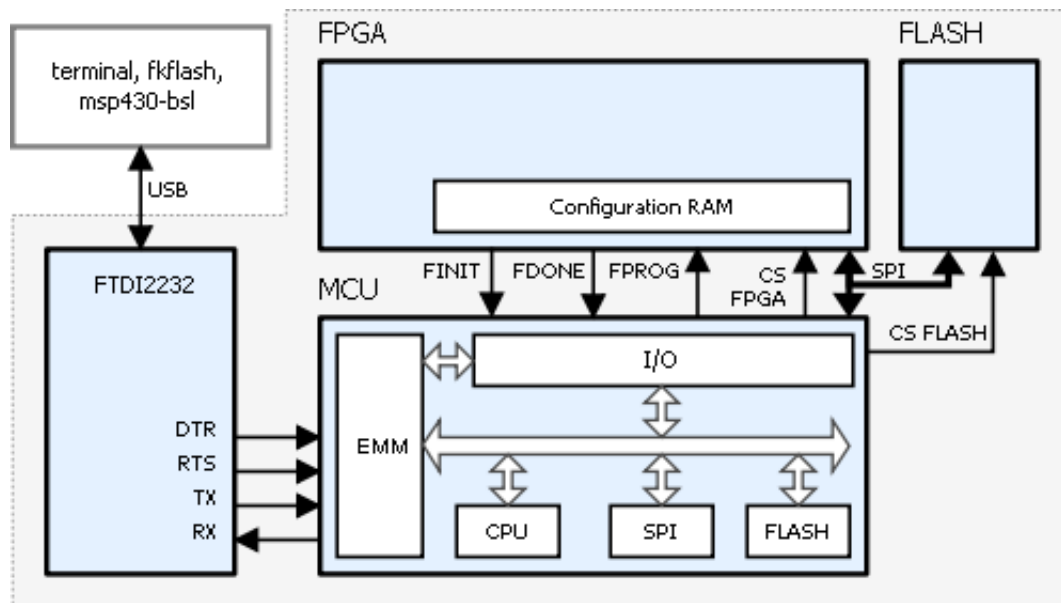 FPGA
FLASH
terminal, fkflash,
msp430-bsl
USB
Configuration RAM
FTDI2232
FINIT
FDONE
FPROG
CS
FPGA
SPI
MCU
CS FLASH
I/O
EMM
DTR
RTS
TX
RX
CPU
SPI
FLASH